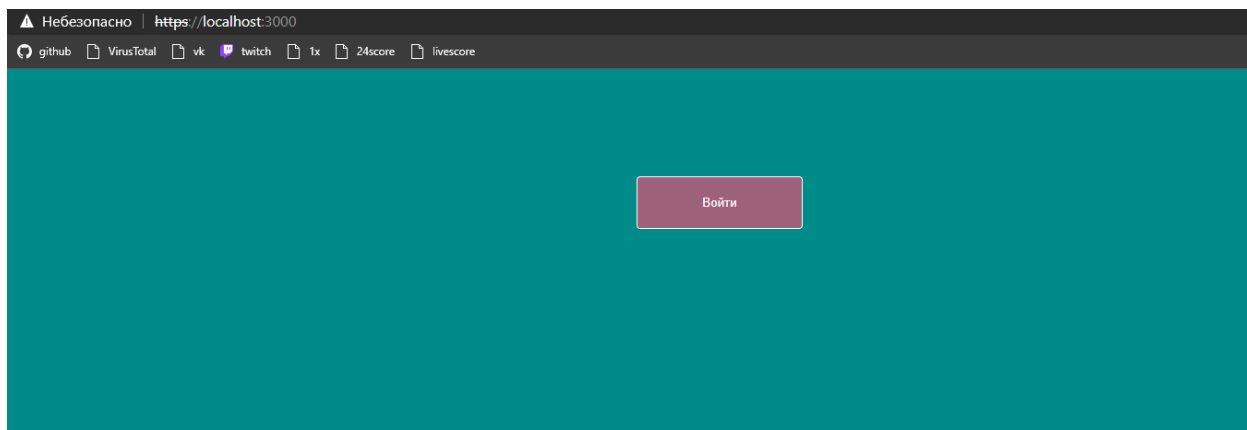 Небезопасно | https://localhost:3000
github VirusTotal vk twitch 1x 24score livescore
Войти